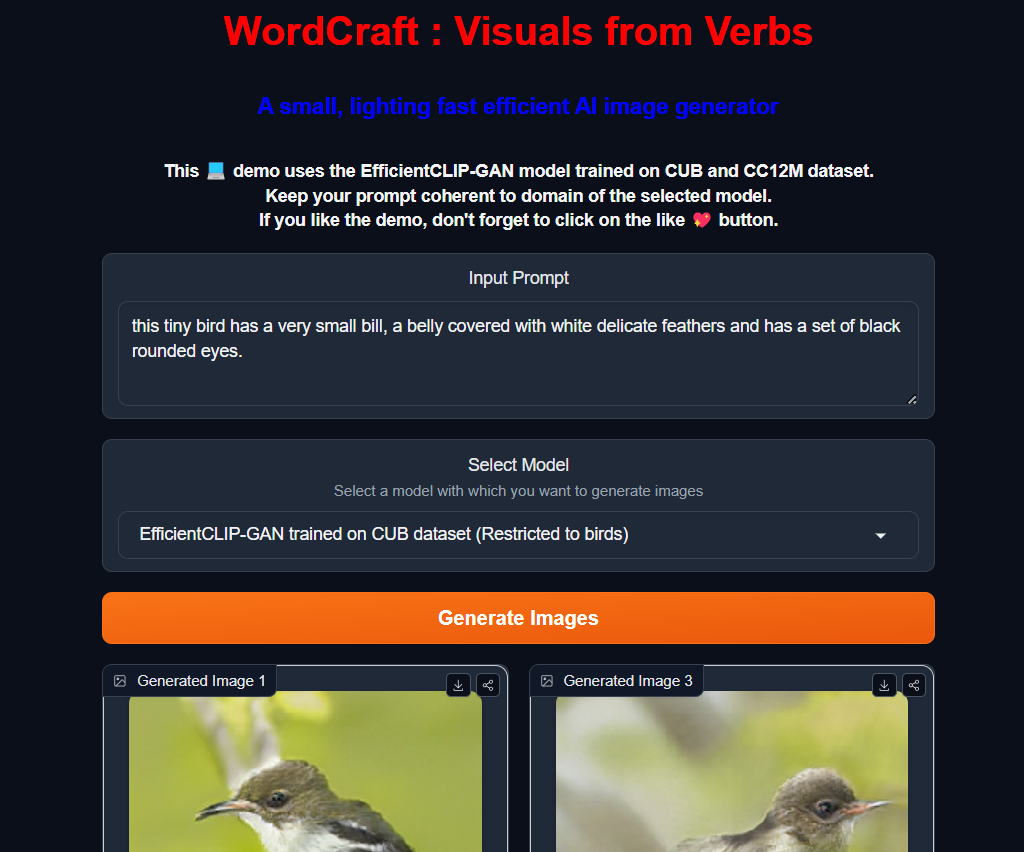 WordCraft : Visuals from Verbs
A small, lighting fast efficient AI image generator
This 💻 demo uses the EfficientCLIP-GAN model trained on CUB and CC12M dataset.
Keep your prompt coherent to domain of the selected model.
If you like the demo, don't forget to click on the like 💖 button.
Input Prompt
this tiny bird has a very small bill, a belly covered with white delicate feathers and has a set of black
rounded eyes.
Select Model
Select a model with which you want to generate images
EfficientCLIP-GAN trained on CUB dataset (Restricted to birds)
Generate Images
Generated Image 1
Generated Image 3